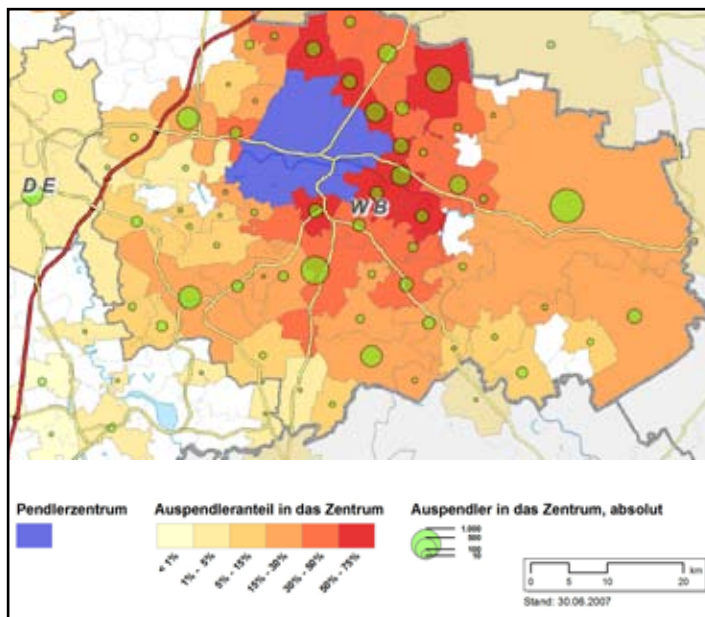 DE
WB
Pendlerzentrum
Auspendleranteil in das Zentrum
< 1%
1% - 5%
5% - 15%
15% - 30%
30% - 50%
50% - 75%
Auspendler in das Zentrum, absolut
1.000
500
100
10
km
0 5 10 20
Stand: 30.06.2007